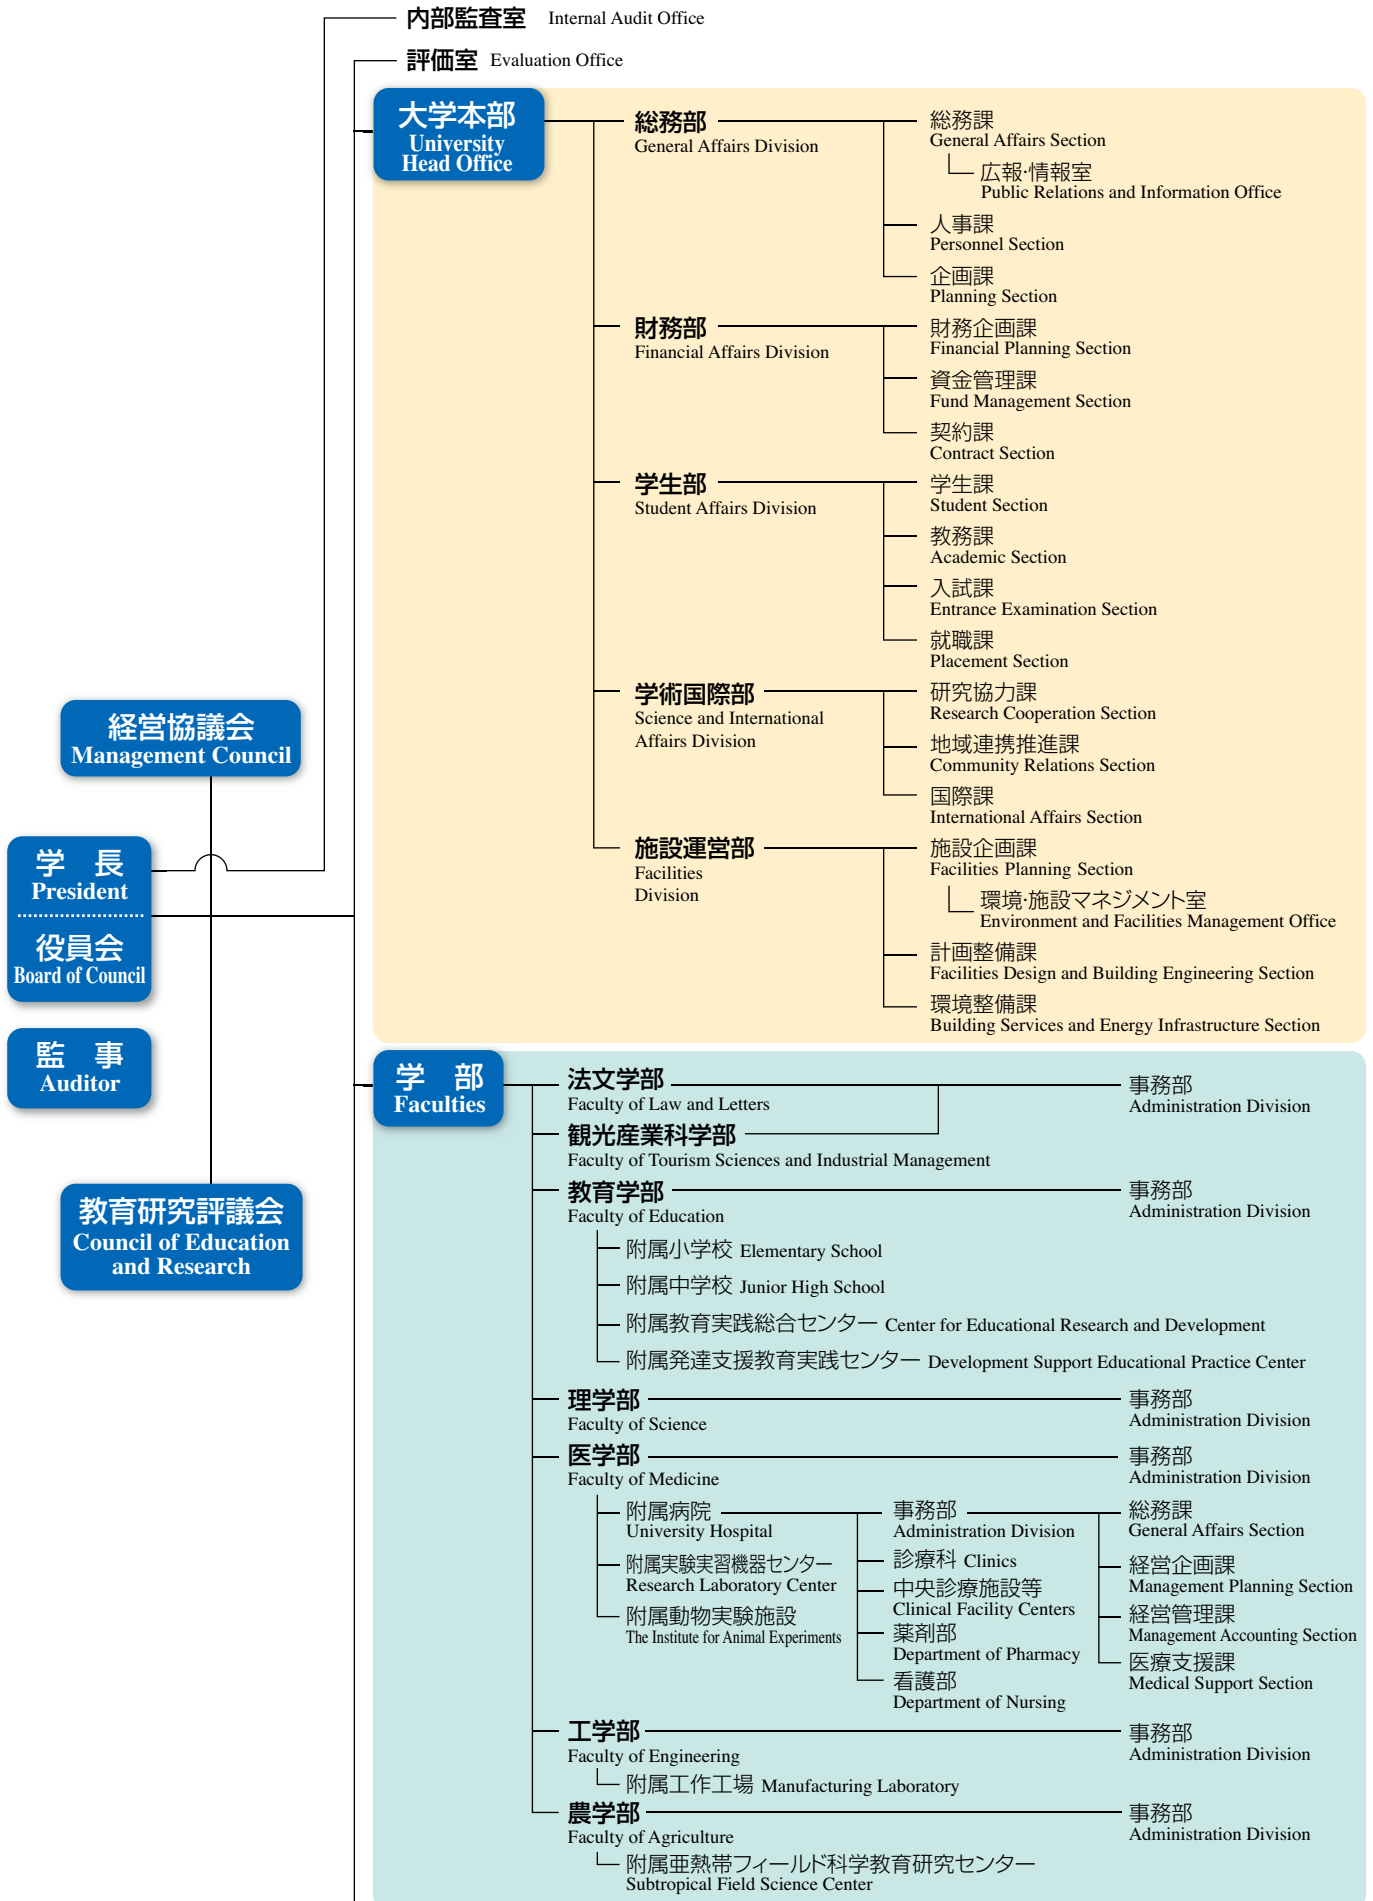 内部監査室 Internal Audit Office
評価室 Evaluation Office
大学本部
University
Head Office
総務部
General Affairs Division
総務課
General Affairs Section
広報·情報室
Public Relations and Information Office
人事課
Personnel Section
企画課
Planning Section
財務部
Financial Affairs Division
財務企画課
Financial Planning Section
資金管理課
Fund Management Section
契約課
Contract Section
学生部
Student Affairs Division
学生課
Student Section
教務課
Academic Section
入試課
Entrance Examination Section
就職課
Placement Section
学術国際部
Science and International
Affairs Division
研究協力課
Research Cooperation Section
地域連携推進課
Community Relations Section
国際課
International Affairs Section
施設運営部
Facilities
Division
施設企画課
Facilities Planning Section
環境·施設マネジメント室
Environment and Facilities Management Office
計画整備課
Facilities Design and Building Engineering Section
環境整備課
Building Services and Energy Infrastructure Section
経営協議会
Management Council
学 長
President
役員会
Board of Council
監 事
Auditor
教育研究評議会
Council of Education
and Research
学 部
Faculties
法文学部
Faculty of Law and Letters
事務部
Administration Division
観光産業科学部
Faculty of Tourism Sciences and Industrial Management
教育学部
Faculty of Education
事務部
Administration Division
附属小学校 Elementary School
附属中学校 Junior High School
附属教育実践総合センター Center for Educational Research and Development
附属発達支援教育実践センター Development Support Educational Practice Center
理学部
Faculty of Science
事務部
Administration Division
医学部
Faculty of Medicine
事務部
Administration Division
附属病院
University Hospital
附属実験実習機器センター
Research Laboratory Center
附属動物実験施設
The Institute for Animal Experiments
事務部
Administration Division
診療科 Clinics
中央診療施設等
Clinical Facility Centers
薬剤部
Department of Pharmacy
看護部
Department of Nursing
総務課
General Affairs Section
経営企画課
Management Planning Section
経営管理課
Management Accounting Section
医療支援課
Medical Support Section
工学部
Faculty of Engineering
事務部
Administration Division
附属工作工場 Manufacturing Laboratory
農学部
Faculty of Agriculture
事務部
Administration Division
附属亜熱帯フィールド科学教育研究センター
Subtropical Field Science Center